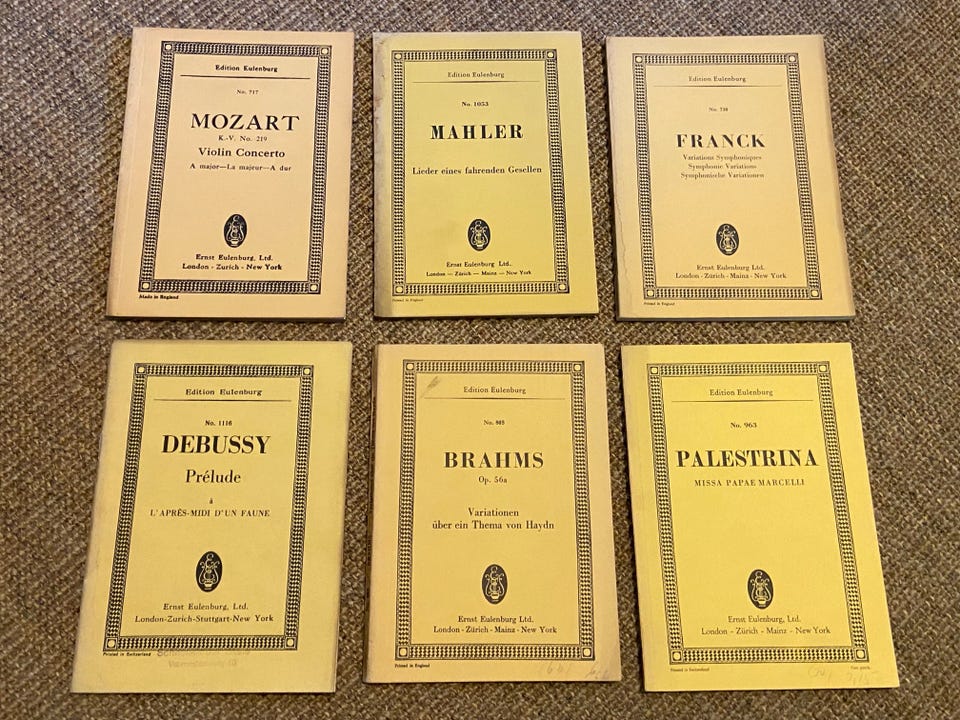 Edition Eulenburg
No. 717
MOZART
K.-V. No. 219
Violin Concerto
A major—La majeur—A dur
Ernst Eulenburg, Ltd.
London - Zurich - New York
Made in England
Edition Eulenburg
No. 1053
MAHLER
Lieder eines fahrenden Gesellen
Ernst Eulenburg Ltd.
London — Zürich — Mainz — New York
Printed in England
Edition Eulenburg
No. 738
FRANCK
Variations Symphoniques
Symphonic Variations
Symphonische Variationen
Ernst Eulenburg Ltd.
London - Zürich - Mainz - New York
Printed in England
Edition Eulenburg
No. 1116
DEBUSSY
Prélude
à
L'APRÈS-MIDI D'UN FAUNE
Ernst Eulenburg, Ltd.
London-Zurich-Stuttgart-New York
Printed in Switzerland
Edition Eulenburg
No.
BRAHMS
Op. 56a
Variationen
über ein Thema von Haydn
Ernst Eulenburg Ltd.
London - Zürich - Mainz - New York
Printed in England
Edition Eulenburg
No. 963
PALESTRINA
MISSA PAPAE MARCELLI
Ernst Eulenburg, Ltd.
London - Zürich - Mainz - New York
Printed in Switzerland